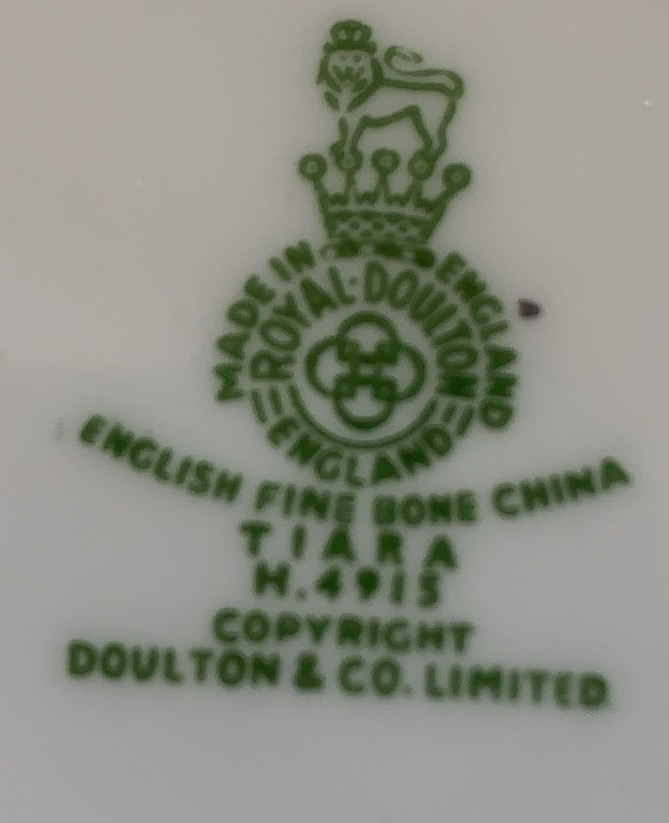 MADE IN ENGLAND
ROYAL·DOULTON
ENGLAND
ENGLISH FINE BONE CHINA
TIARA
H.4915
COPYRIGHT
DOULTON & CO. LIMITED